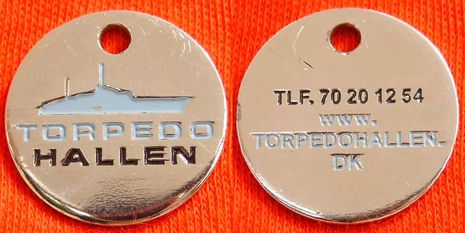 TORPEDO
HALLEN
TLF. 70 20 12 54
www.
TORPEDOHALLEN.
DK